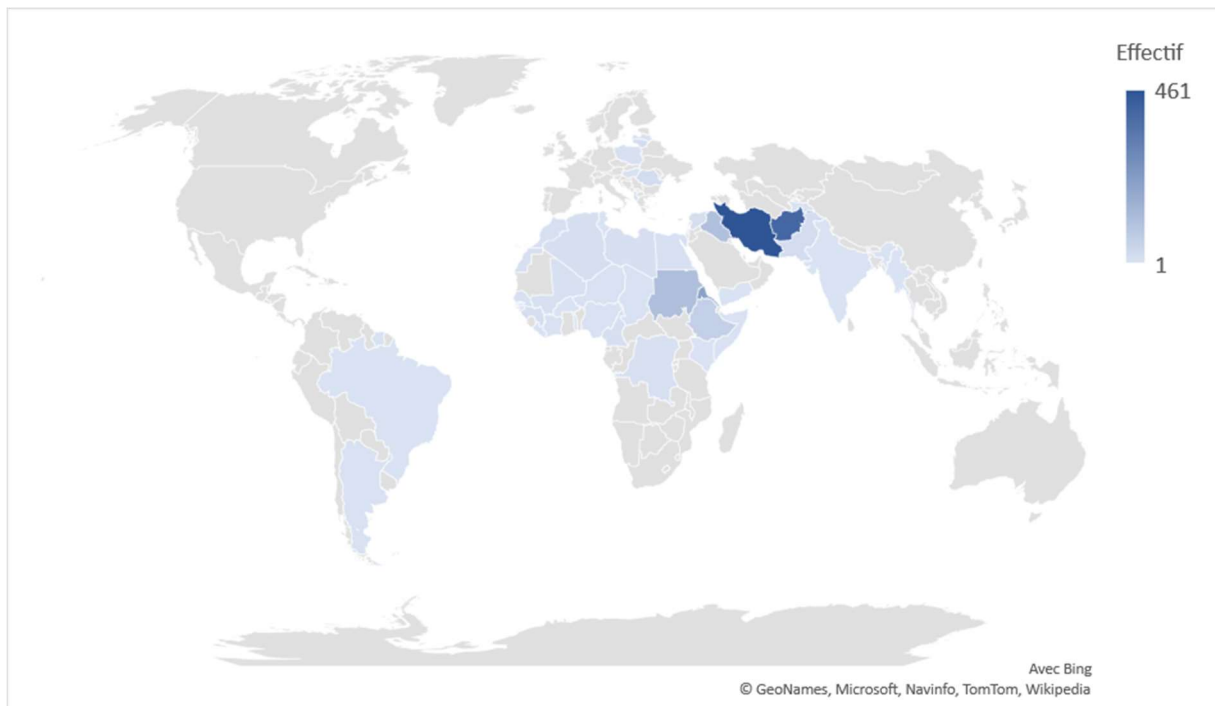 Effectif
461
1
Avec Bing
© GeoNames, Microsoft, Navinfo, TomTom, Wikipedia